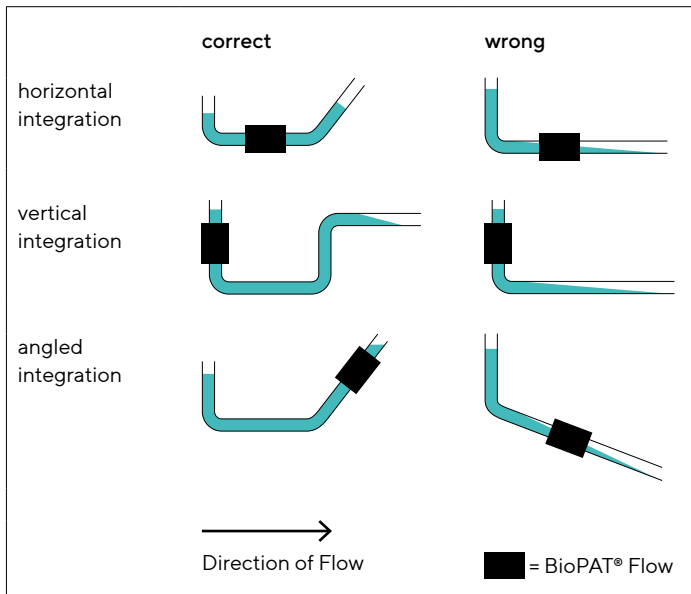 correct
wrong
horizontal
integration
vertical
integration
angled
integration
Direction of Flow
= BioPAT® Flow